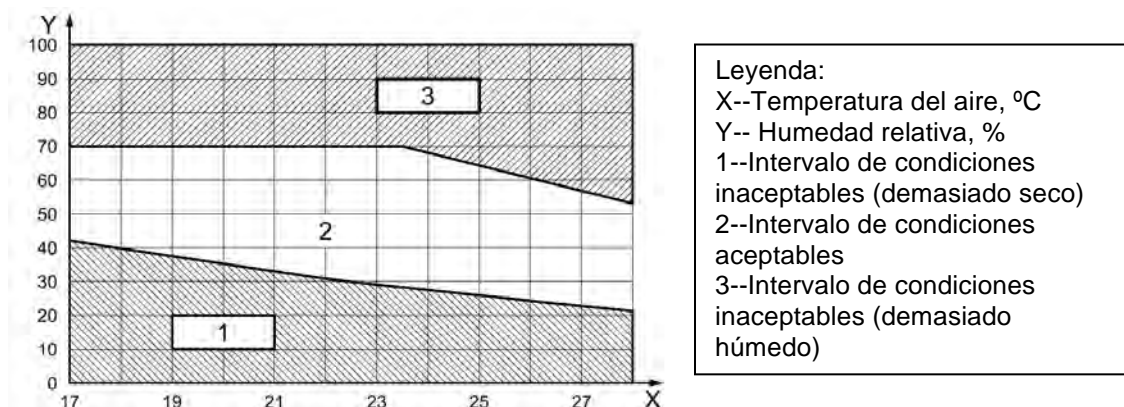 Y
100
90
80
70
60
50
40
30
20
10
0
3
2
1
17 19 21 23 25 27 X
Leyenda:
X--Temperatura del aire, ºC
Y-- Humedad relativa, %
1--Intervalo de condiciones
inaceptables (demasiado seco)
2--Intervalo de condiciones
aceptables
3--Intervalo de condiciones
inaceptables (demasiado
húmedo)